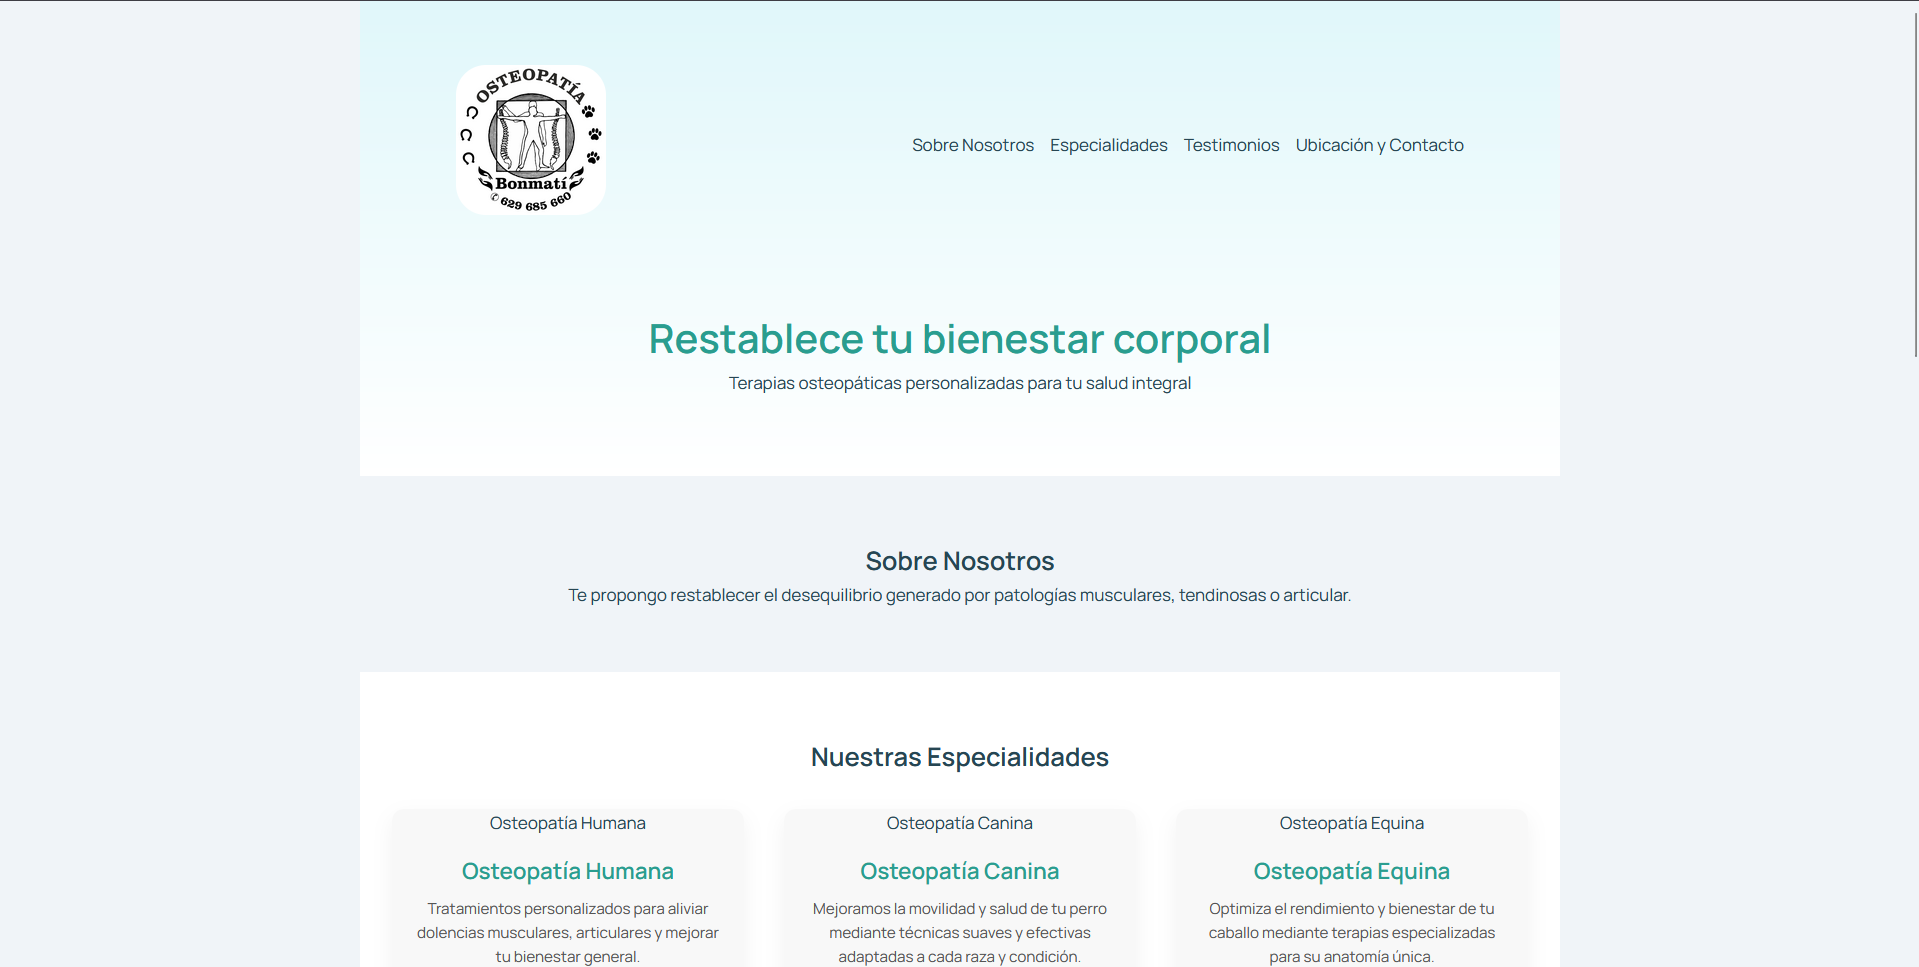 OSTEOPATÍA
Bonmatí
✆ 629 685 660
Sobre Nosotros Especialidades Testimonios Ubicación y Contacto
Restablece tu bienestar corporal
Terapias osteopáticas personalizadas para tu salud integral
Sobre Nosotros
Te propongo restablecer el desequilibrio generado por patologías musculares, tendinosas o articular.
Nuestras Especialidades
Osteopatía Humana
Osteopatía Humana
Tratamientos personalizados para aliviar
dolencias musculares, articulares y mejorar
tu bienestar general.
Osteopatía Canina
Osteopatía Canina
Mejoramos la movilidad y salud de tu perro
mediante técnicas suaves y efectivas
adaptadas a cada raza y condición.
Osteopatía Equina
Osteopatía Equina
Optimiza el rendimiento y bienestar de tu
caballo mediante terapias especializadas
para su anatomía única.